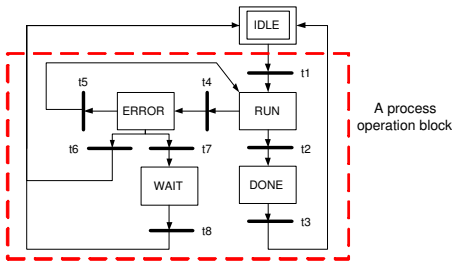 IDLE
t1
t5
t4
ERROR
RUN
A process
operation block
t6
t7
t2
WAIT
DONE
t8
t3